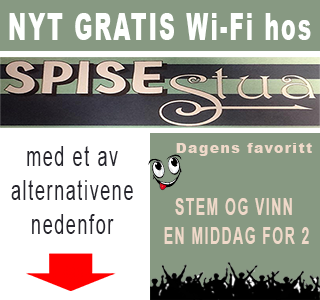 NYT GRATIS Wi-Fi hos
SPISEstua
med et av
alternativene
nedenfor
Dagens favoritt
STEM OG VINN
EN MIDDAG FOR 2